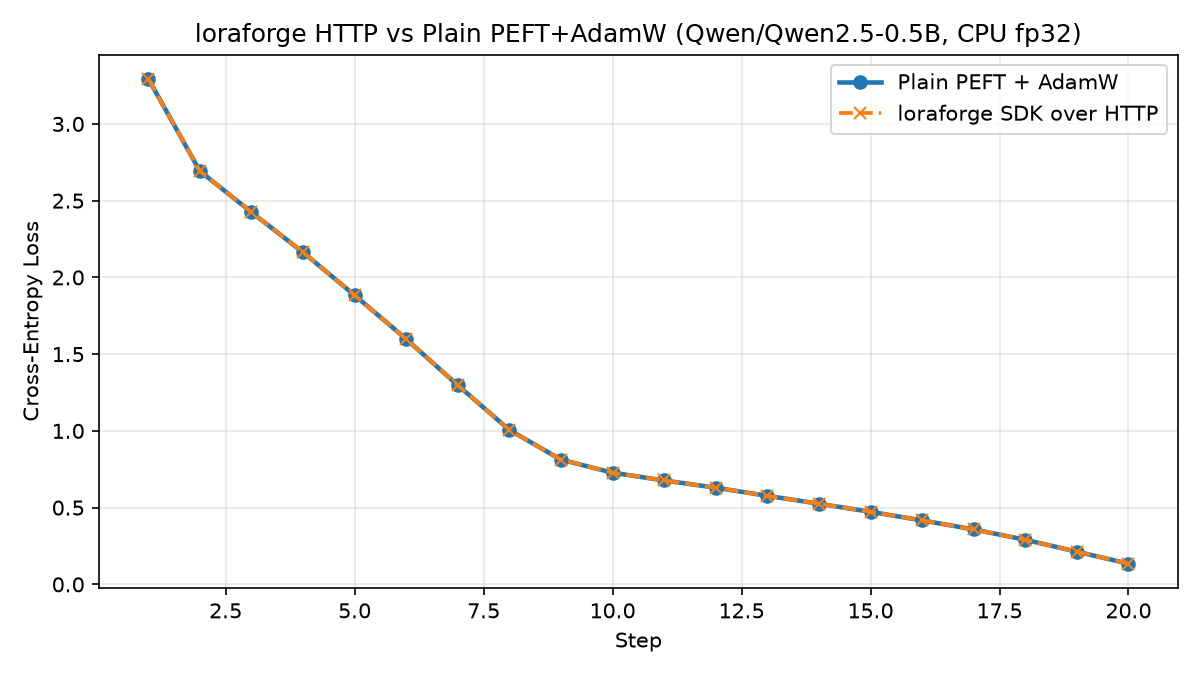 loraforge HTTP vs Plain PEFT+AdamW (Qwen/Qwen2.5-0.5B, CPU fp32)
Plain PEFT + AdamW
loraforge SDK over HTTP
Cross-Entropy Loss
3.0
2.5
2.0
1.5
1.0
0.5
0.0
2.5 5.0 7.5 10.0 12.5 15.0 17.5 20.0
Step